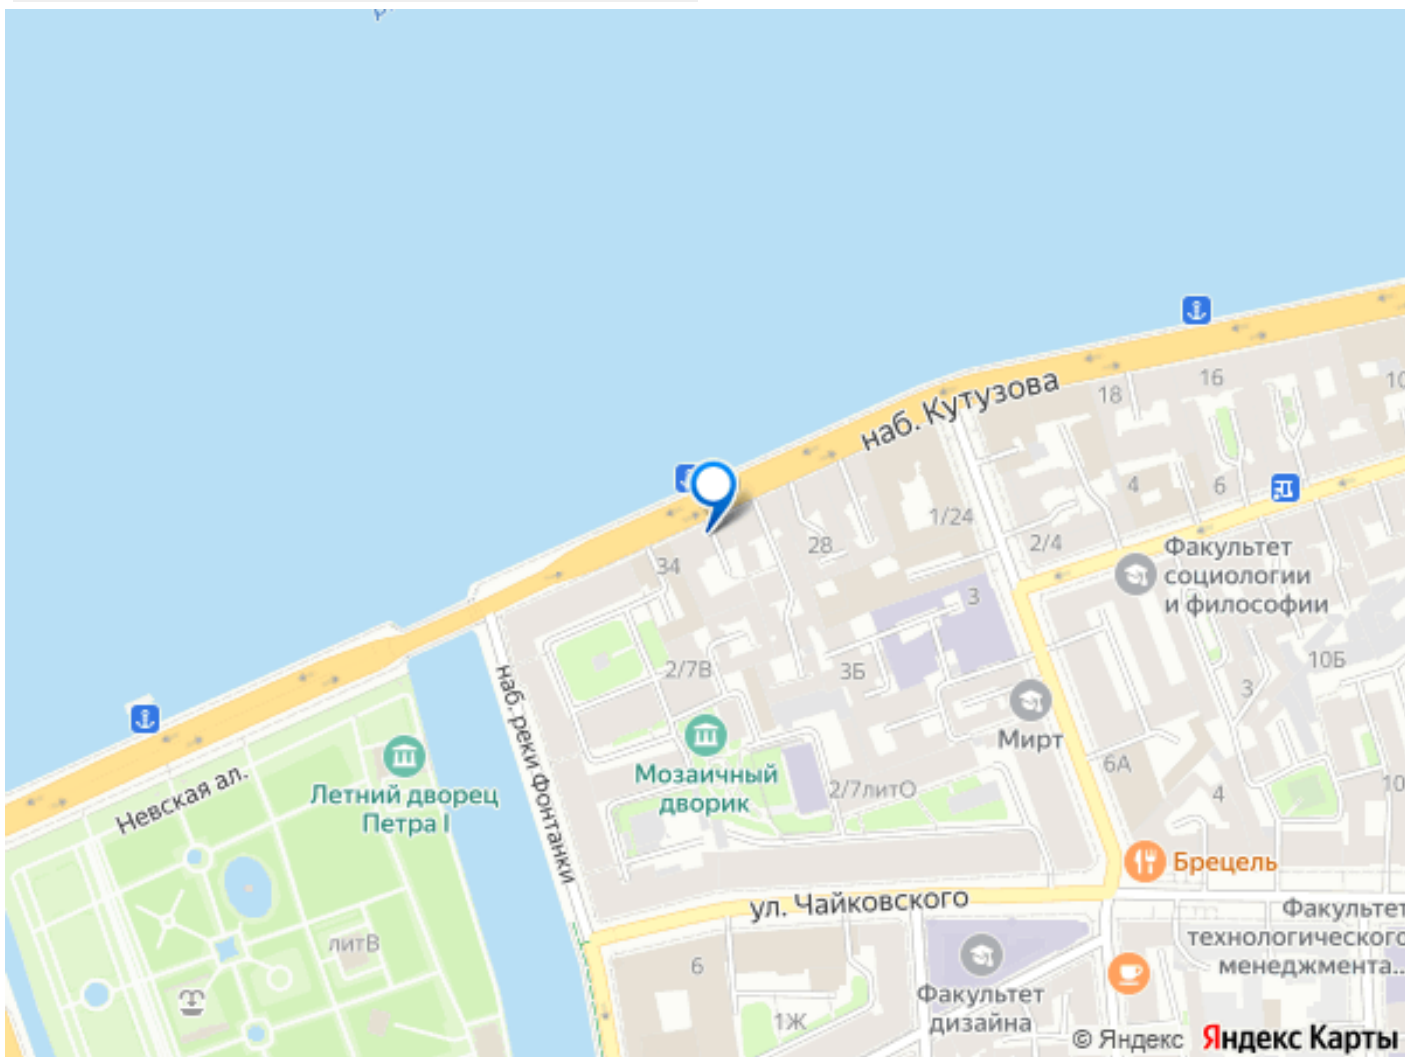 наб. Кутузова
18
16
10
34
28
1/24
4
6
2/4
Факультет
социологии
и философии
3
2/7В
3Б
10Б
3
наб. реки Фонтанки
Мирт
Мозаичный
дворик
2/7литО
6А
4
10
Невская ал.
Летний дворец
Петра I
Брецель
ул. Чайковского
литВ
6
1Ж
Факультет
дизайна
Факультет
технологического
менеджмента...
© Яндекс Яндекс Карты